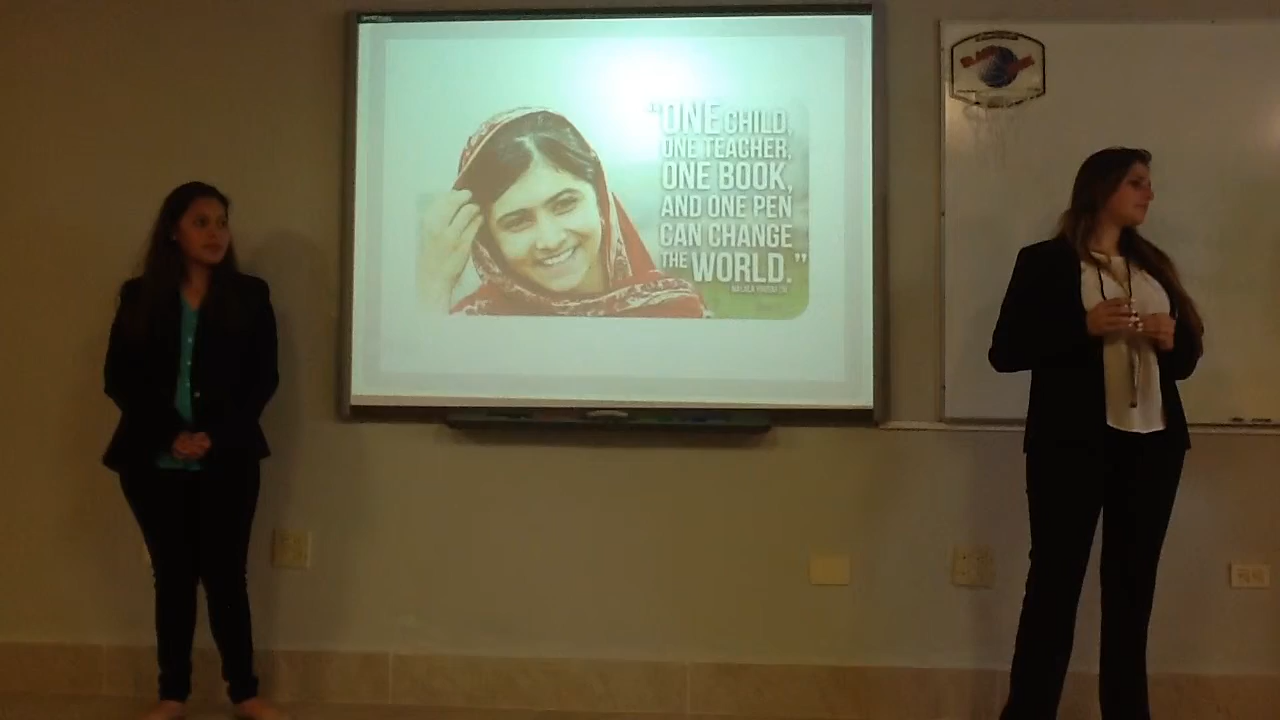 "ONE CHILD,
ONE TEACHER,
ONE BOOK,
AND ONE PEN
CAN CHANGE
THE WORLD."